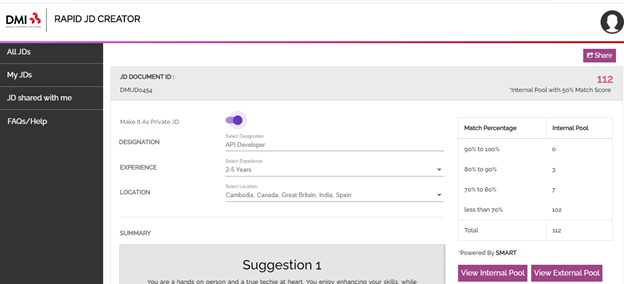 DMI
RAPID JD CREATOR
All JDs
My JDs
JD shared with me
FAQs/Help
Share
JD DOCUMENT ID :
DMIJD0454
112
*Internal Pool with 50% Match Score
Make It As Private JD
DESIGNATION
Select Designation
API Developer
EXPERIENCE
Select Experience
2-5 Years
LOCATION
Select Location
Cambodia, Canada, Great Britain, India, Spain
Match Percentage Internal Pool
90% to 100% 0
80% to 90% 3
70% to 80% 7
less than 70% 102
Total 112
*Powered By SMART
View Internal Pool View External Pool
SUMMARY
Suggestion 1
You are a hands on person and a true techie at heart. You enjoy enhancing your skills, while